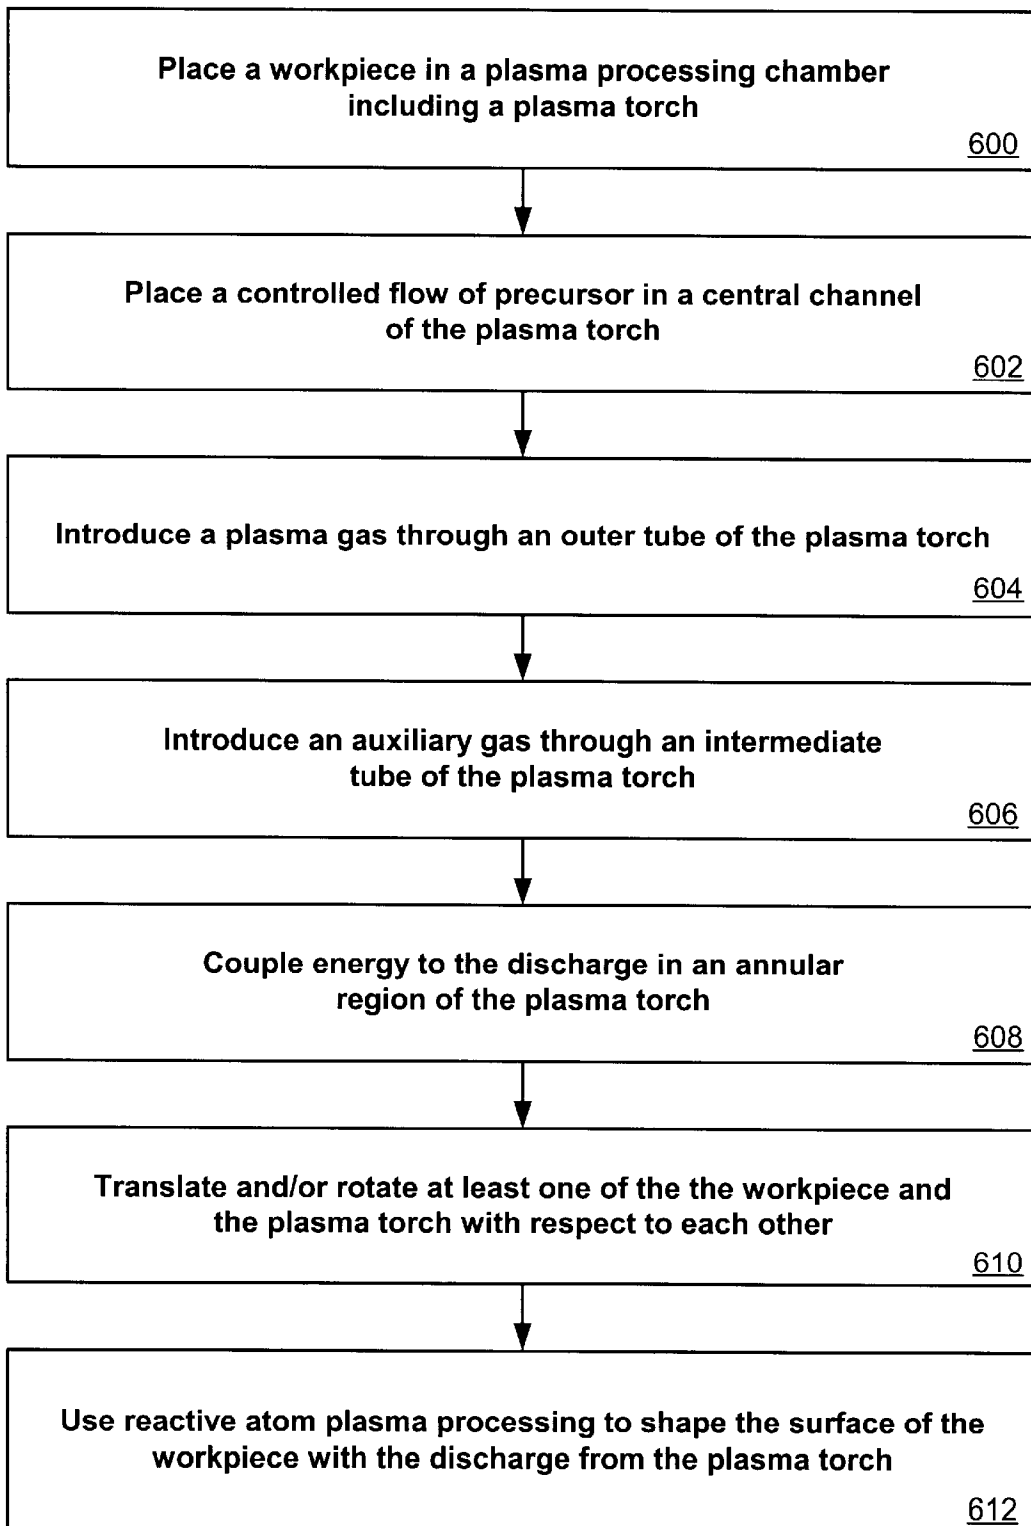 Place a workpiece in a plasma processing chamber
including a plasma torch
600
Place a controlled flow of precursor in a central channel
of the plasma torch
602
Introduce a plasma gas through an outer tube of the plasma torch
604
Introduce an auxiliary gas through an intermediate
tube of the plasma torch
606
Couple energy to the discharge in an annular
region of the plasma torch
608
Translate and/or rotate at least one of the the workpiece and
the plasma torch with respect to each other
610
Use reactive atom plasma processing to shape the surface of the
workpiece with the discharge from the plasma torch
612